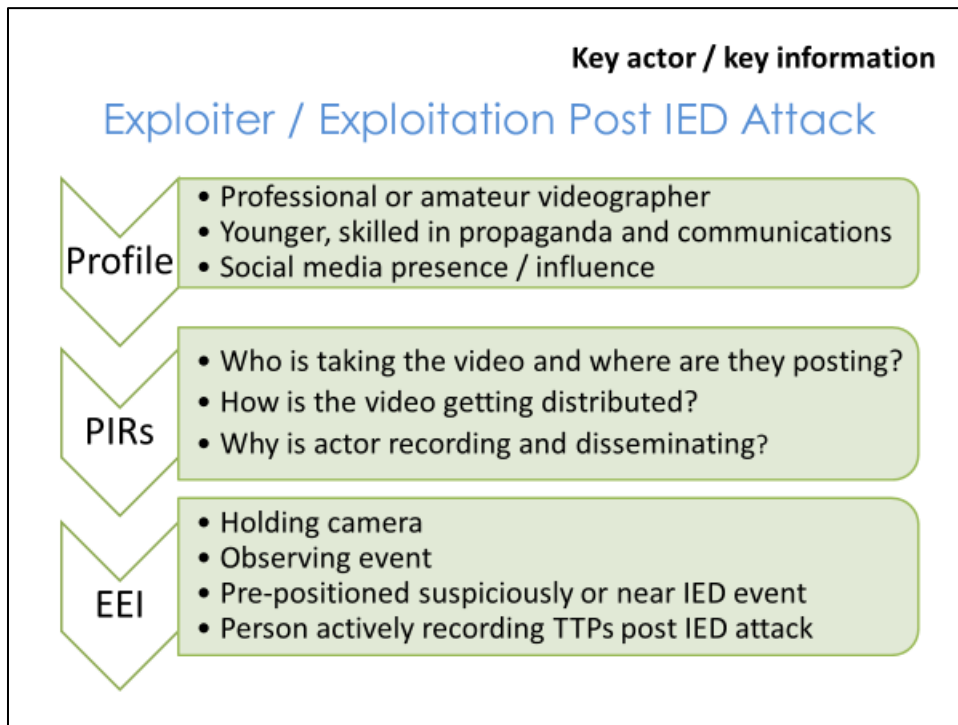 Key actor / key information
Exploiter / Exploitation Post IED Attack
Profile
• Professional or amateur videographer
• Younger, skilled in propaganda and communications
• Social media presence / influence
PIRs
• Who is taking the video and where are they posting?
• How is the video getting distributed?
• Why is actor recording and disseminating?
EEI
• Holding camera
• Observing event
• Pre-positioned suspiciously or near IED event
• Person actively recording TTPs post IED attack